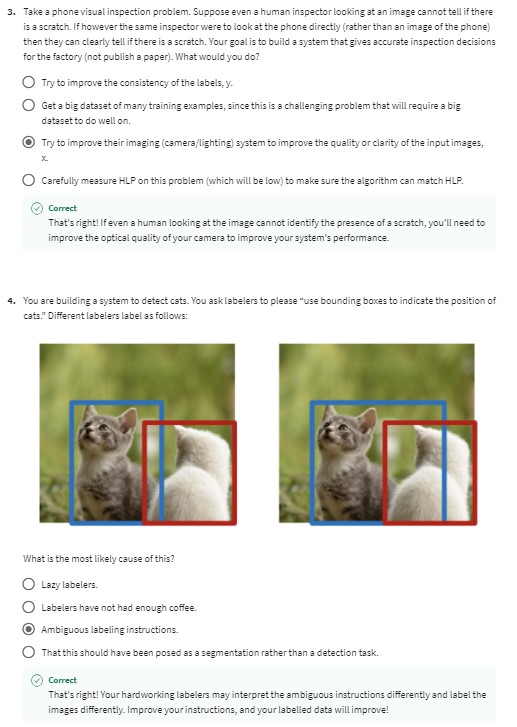 3. Take a phone visual inspection problem. Suppose even a human inspector looking at an image cannot tell if there
is a scratch. If however the same inspector were to look at the phone directly (rather than an image of the phone)
then they can clearly tell if there is a scratch. Your goal is to build a system that gives accurate inspection decisions
for the factory (not publish a paper). What would you do?
Try to improve the consistency of the labels, y.
Get a big dataset of many training examples, since this is a challenging problem that will require a big
dataset to do well on.
Try to improve their imaging (camera/lighting) system to improve the quality or clarity of the input images,
x.
Carefully measure HLP on this problem (which will be low) to make sure the algorithm can match HLP.
Correct
That's right! If even a human looking at the image cannot identify the presence of a scratch, you'll need to
improve the optical quality of your camera to improve your system's performance.
4. You are building a system to detect cats. You ask labelers to please “use bounding boxes to indicate the position of
cats.” Different labelers label as follows:
What is the most likely cause of this?
Lazy labelers.
Labelers have not had enough coffee.
Ambiguous labeling instructions.
That this should have been posed as a segmentation rather than a detection task.
Correct
That's right! Your hardworking labelers may interpret the ambiguous instructions differently and label the
images differently. Improve your instructions, and your labelled data will improve!